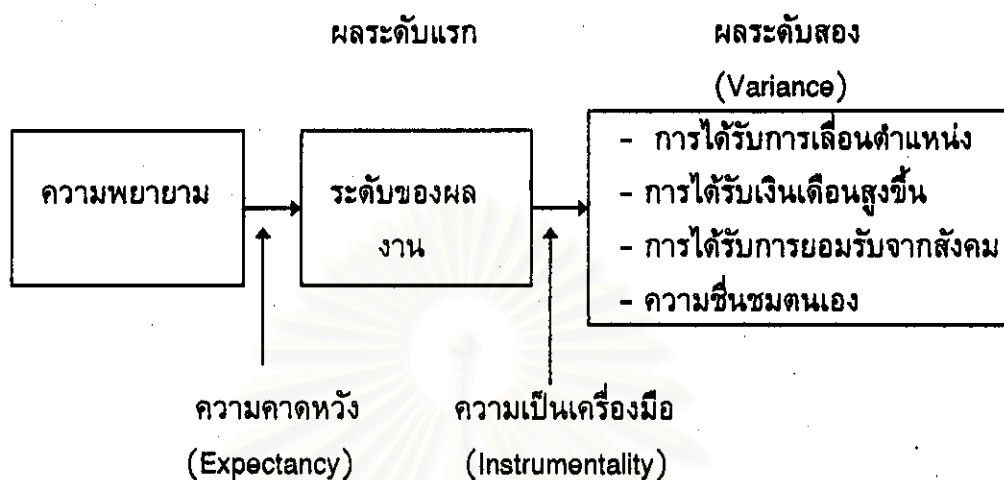 ผลระดับแรก
ผลระดับสอง
(Variance)
ความพยายาม
ระดับของผล
งาน
- การได้รับการเลื่อนตำแหน่ง
- การได้รับเงินเดือนสูงขึ้น
- การได้รับการยอมรับจากสังคม
- ความชื่นชมตนเอง
ความคาดหวัง
(Expectancy)
ความเป็นเครื่องมือ
(Instrumentality)